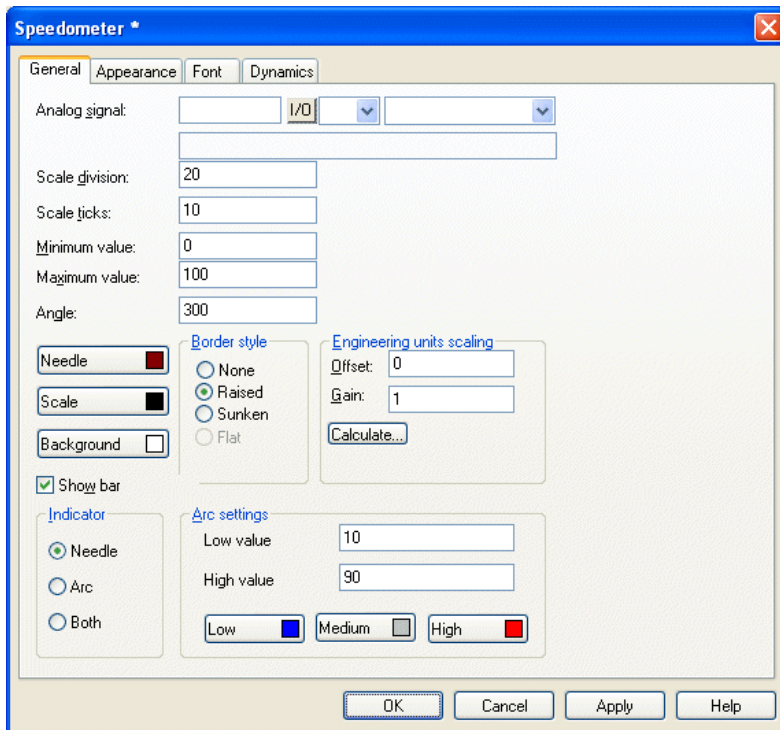 Speedometer *
General Appearance Font Dynamics
Analog signal: I/O
Scale division: 20
Scale ticks: 10
Minimum value: 0
Maximum value: 100
Angle: 300
Needle
Scale
Background
Show bar
Border style
None
Raised
Sunken
Flat
Engineering units scaling
Offset: 0
Gain: 1
Calculate...
Indicator
Needle
Arc
Both
Arc settings
Low value 10
High value 90
Low Medium High
OK Cancel Apply Help